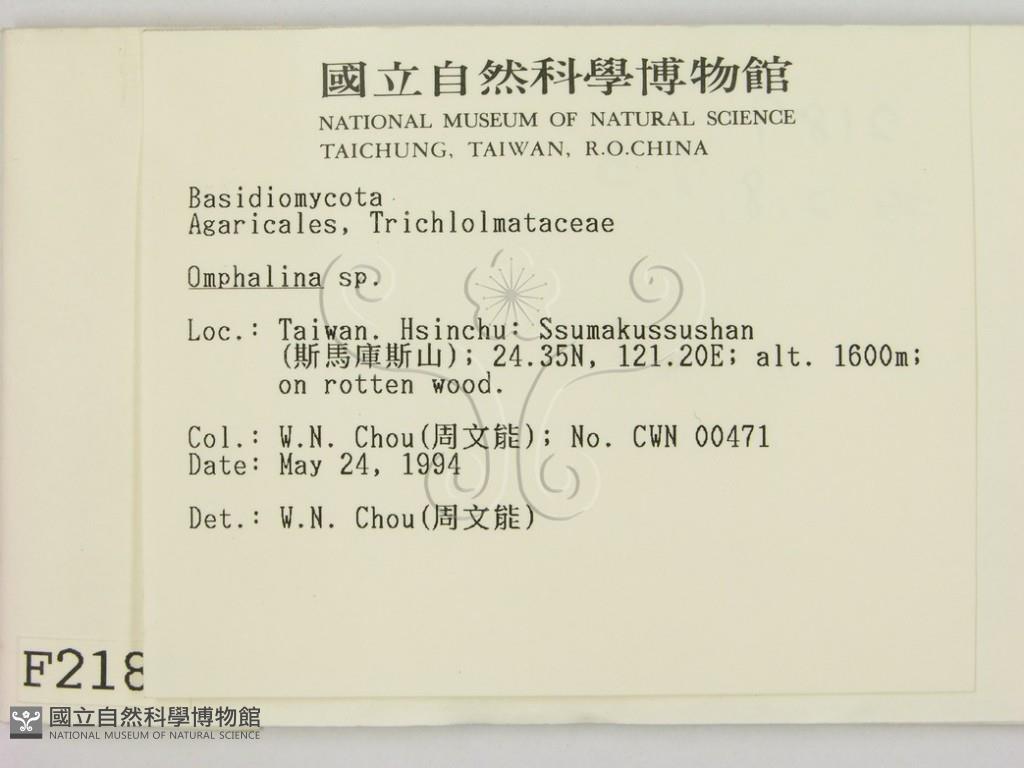 國立自然科學博物館
NATIONAL MUSEUM OF NATURAL SCIENCE
TAICHUNG, TAIWAN, R.O.CHINA
Basidiomycota
Agaricales, Trichlolmataceae
Omphalina sp.
Loc.: Taiwan. Hsinchu: Ssumakussushan
(斯馬庫斯山); 24.35N, 121.20E; alt. 1600m;
on rotten wood.
Col.: W.N. Chou(周文能); No. CWN 00471
Date: May 24, 1994
Det.: W.N. Chou(周文能)
F218
國立自然科學博物館
NATIONAL MUSEUM OF NATURAL SCIENCE